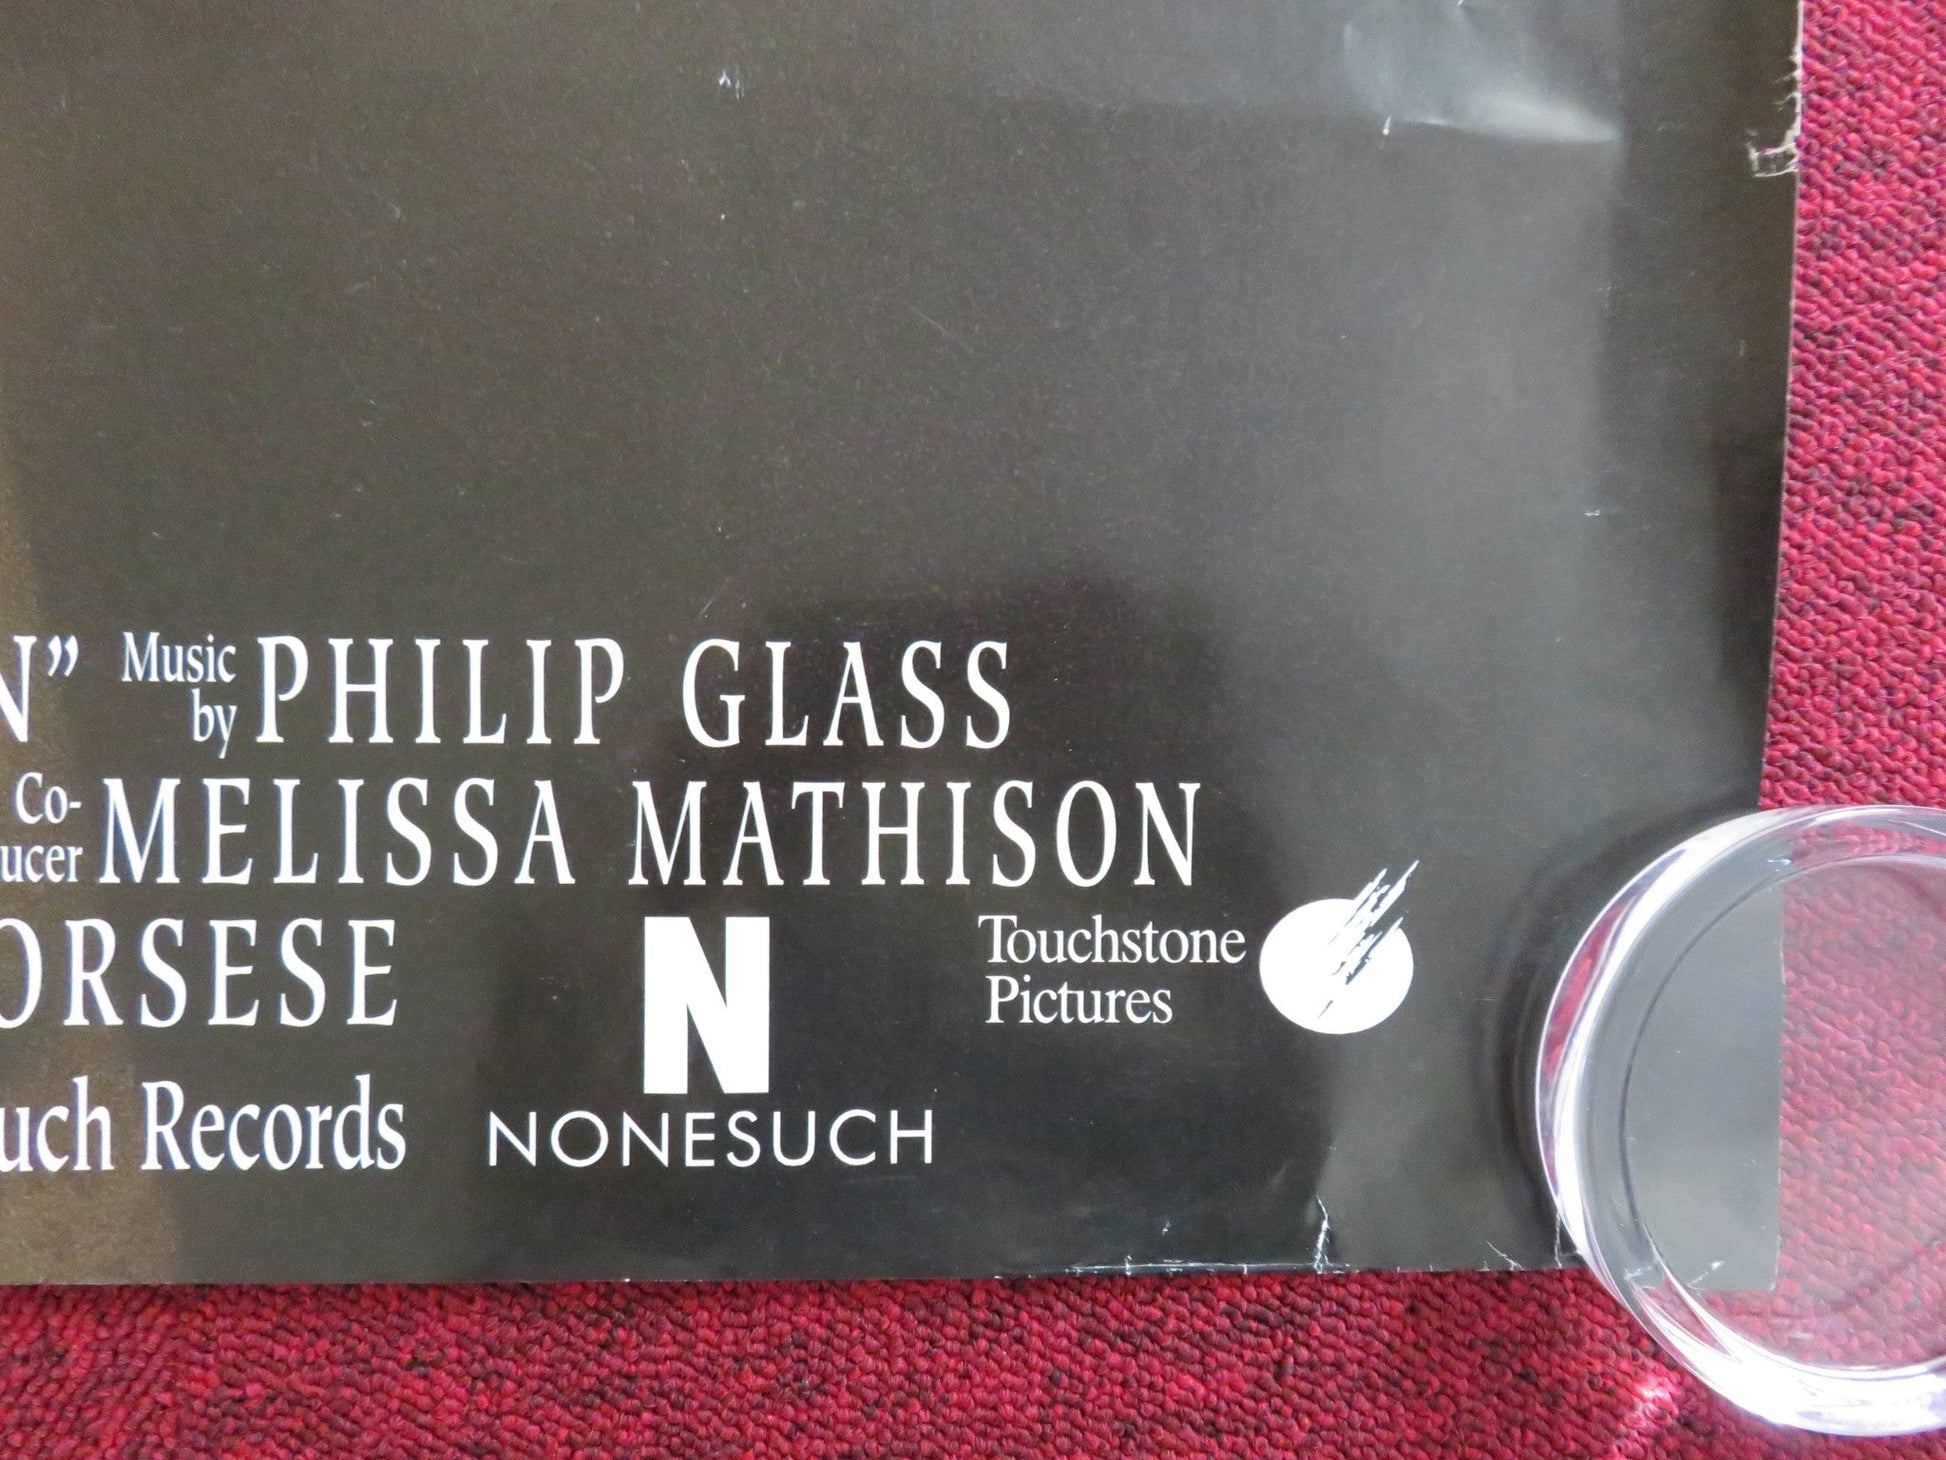 N” Music by PHILIP GLASS
Co-ucer MELISSA MATHISON
ORSESE
Touchstone
Pictures
uch Records
N
NONESUCH